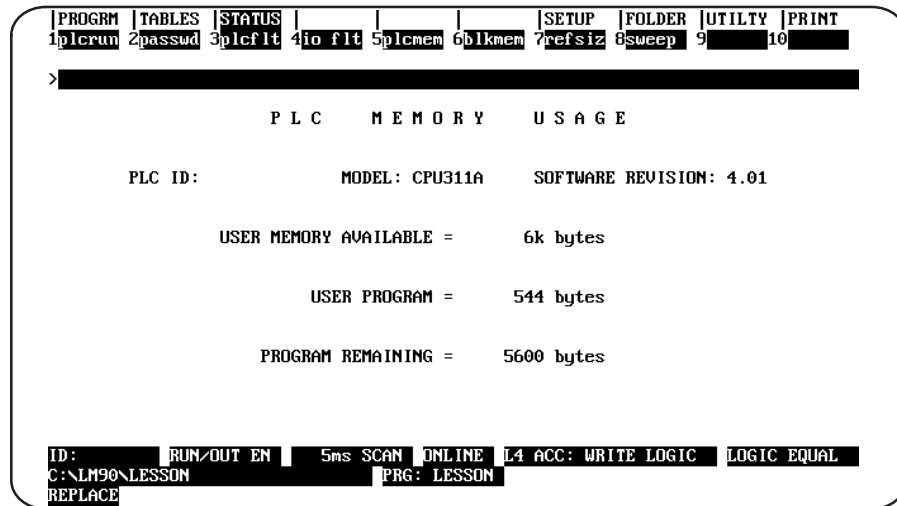 |PROGRM |TABLES |STATUS | | | |SETUP |FOLDER |UTILTY |PRINT
1plcrun 2passwd 3plcflt 4io flt 5plcmem 6blkmem 7refsiz 8sweep 9 10
>
PLC MEMORY USAGE
PLC ID: MODEL: CPU311A SOFTWARE REVISION: 4.01
USER MEMORY AVAILABLE = 6k bytes
USER PROGRAM = 544 bytes
PROGRAM REMAINING = 5600 bytes
ID: RUN/OUT EN 5ms SCAN ONLINE L4 ACC: WRITE LOGIC LOGIC EQUAL
C:\LM90\LESSON PRG: LESSON
REPLACE